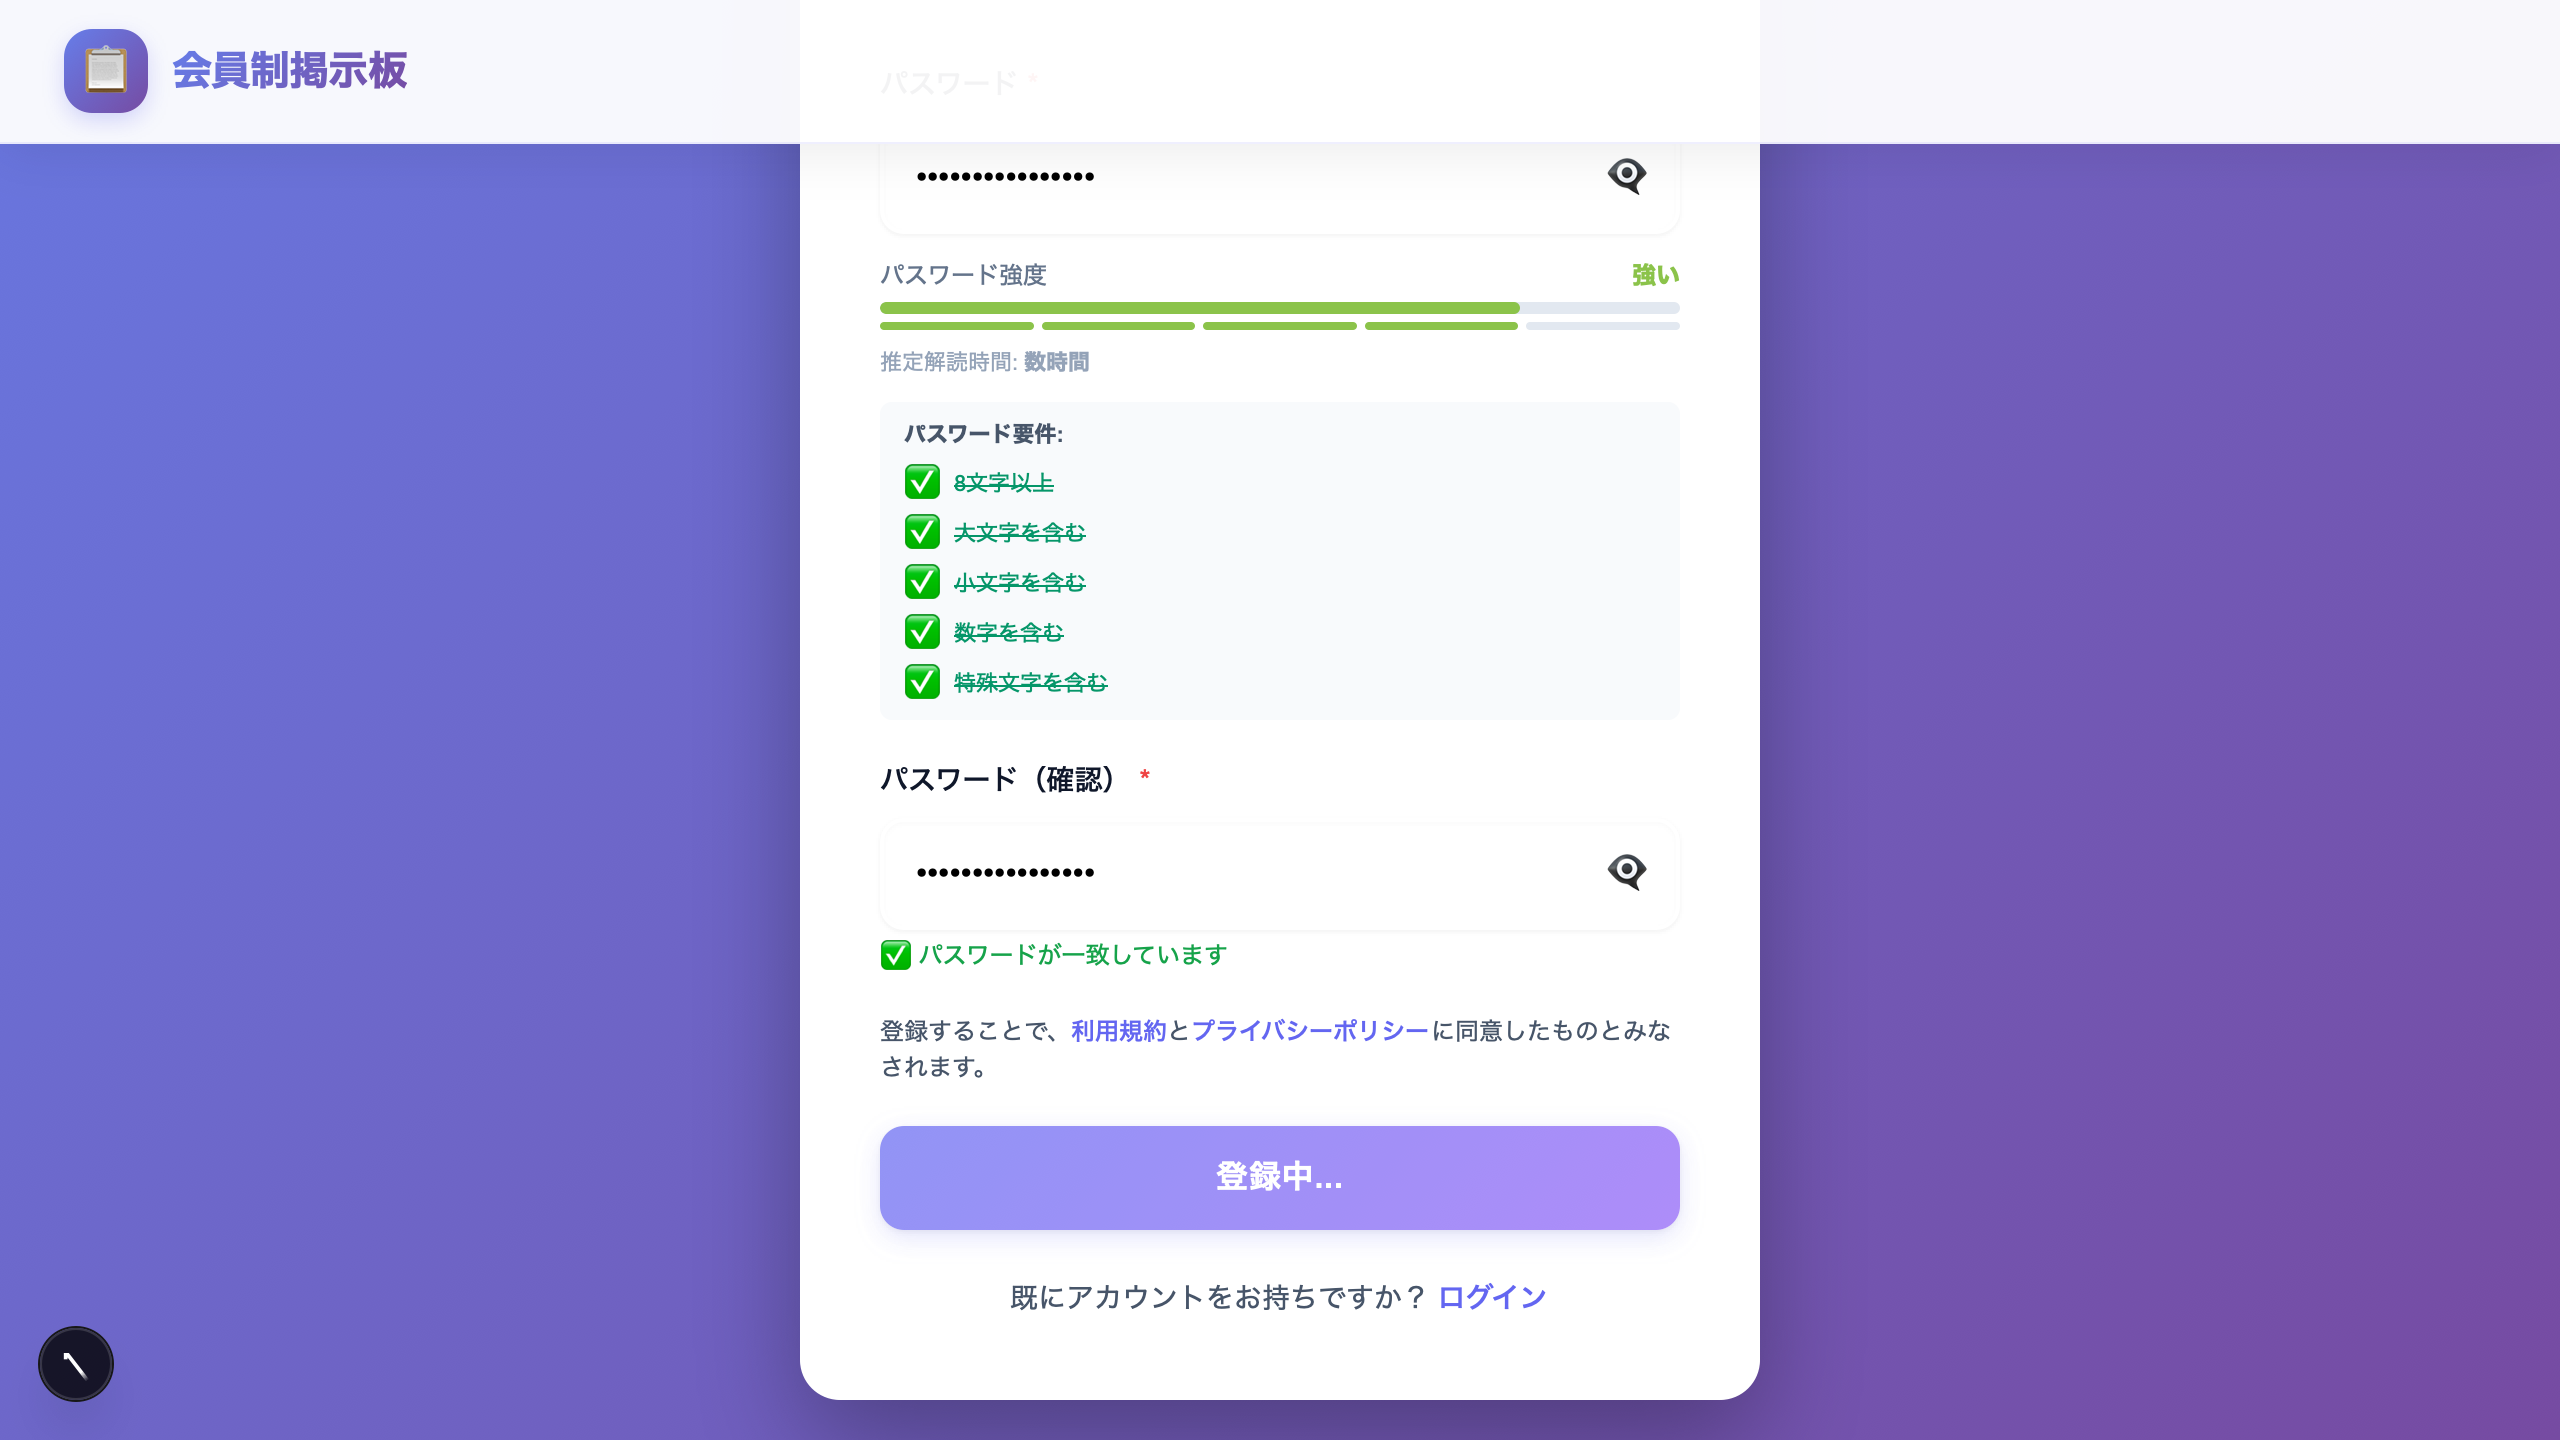 会員制掲示板
パスワード *
••••••••••••••••
パスワード強度
強い
推定解読時間: 数時間
パスワード要件:
8文字以上
大文字を含む
小文字を含む
数字を含む
特殊文字を含む
パスワード（確認） *
••••••••••••••••
パスワードが一致しています
登録することで、利用規約とプライバシーポリシーに同意したものとみな
されます。
登録中...
既にアカウントをお持ちですか？ ログイン